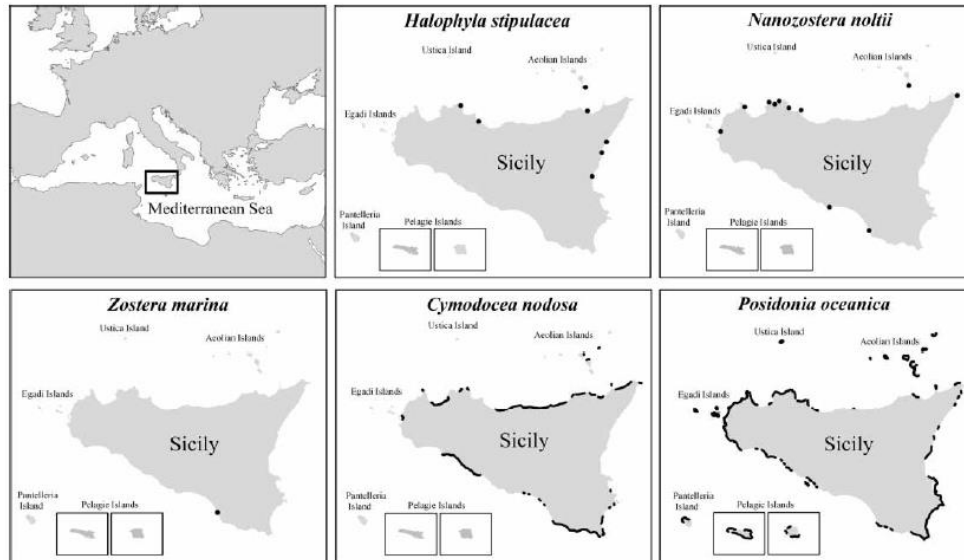 Mediterranean Sea
Halophyla stipulacea
Ustica Island
Aeolian Islands
Egadi Islands
Sicily
Pantelleria
Island
Pelagie Islands
Nanozostera noltii
Ustica Island
Aeolian Islands
Egadi Islands
Sicily
Pantelleria
Island
Pelagie Islands
Zostera marina
Ustica Island
Aeolian Islands
Egadi Islands
Sicily
Pantelleria
Island
Pelagie Islands
Cymodocea nodosa
Ustica Island
Aeolian Islands
Egadi Islands
Sicily
Pantelleria
Island
Pelagie Islands
Posidonia oceanica
Ustica Island
Aeolian Islands
Egadi Islands
Sicily
Pantelleria
Island
Pelagie Islands